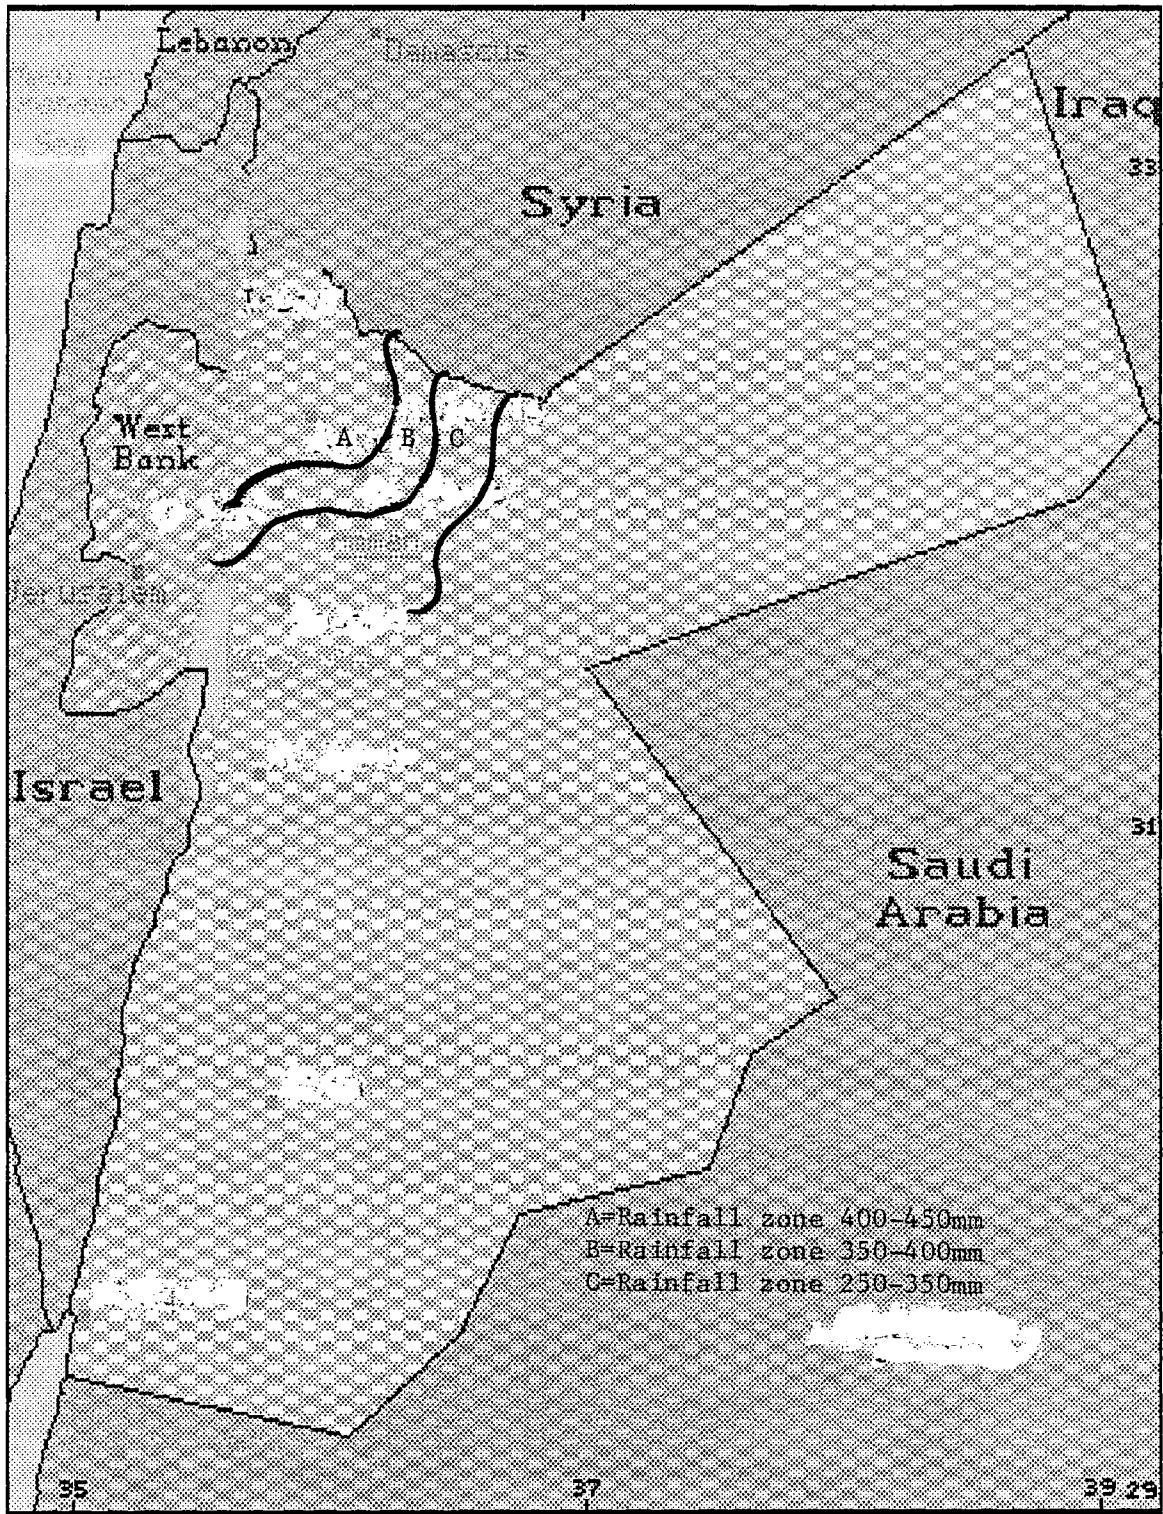 Lebanon
Damascus
Iraq
33
Syria
West
Bank
A B C
Jerusalem
Israel
31
Saudi
Arabia
A=Rainfall zone 400-450mm
B=Rainfall zone 350-400mm
C=Rainfall zone 250-350mm
35 37 39 29